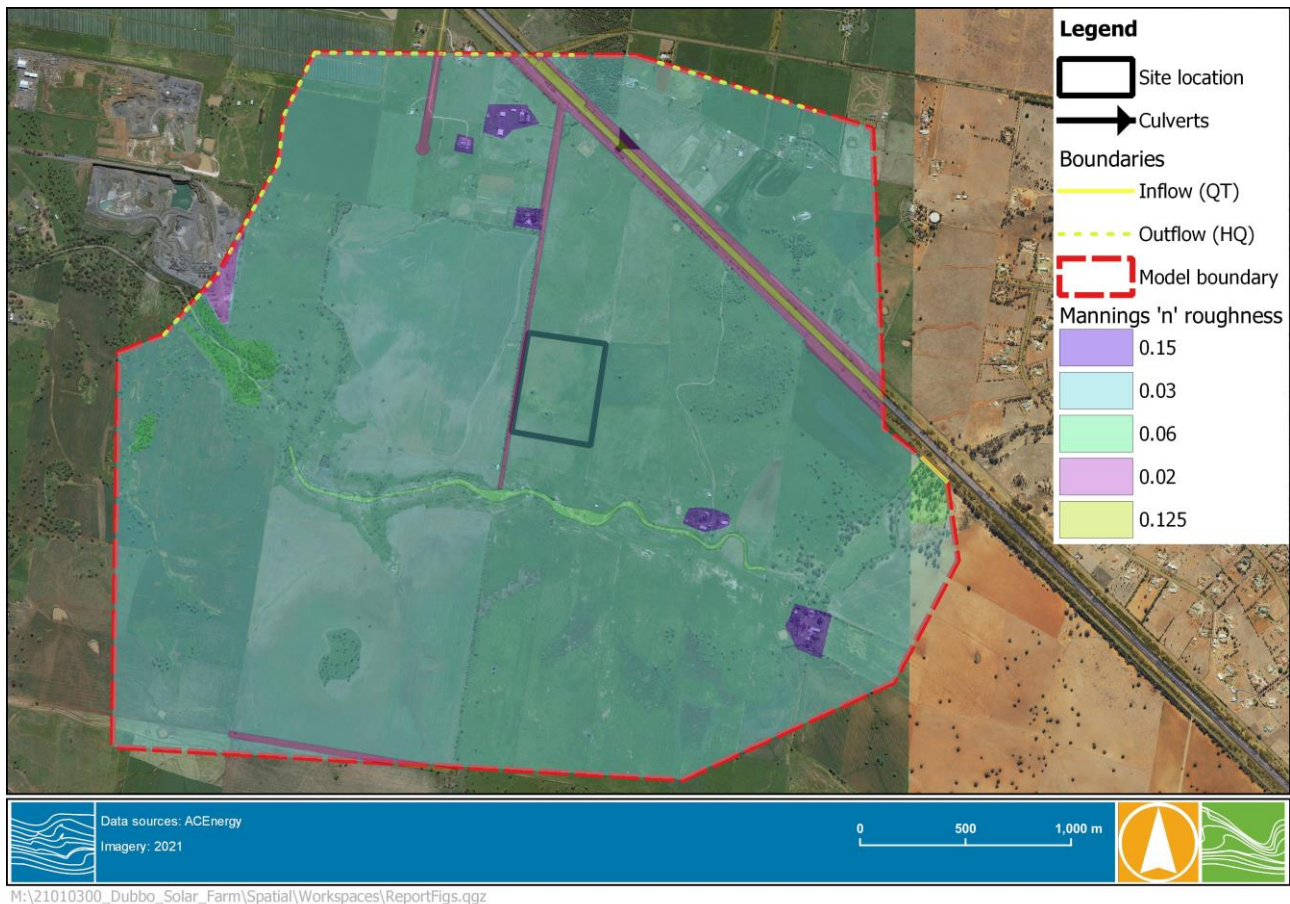 Legend
Site location
Culverts
Boundaries
Inflow (QT)
Outflow (HQ)
Model boundary
Mannings 'n' roughness
0.15
0.03
0.06
0.02
0.125
Data sources: ACEnergy
Imagery: 2021
0 500 1,000 m
M:\21010300_Dubbo_Solar_Farm\Spatial\Workspaces\ReportFigs.qgz